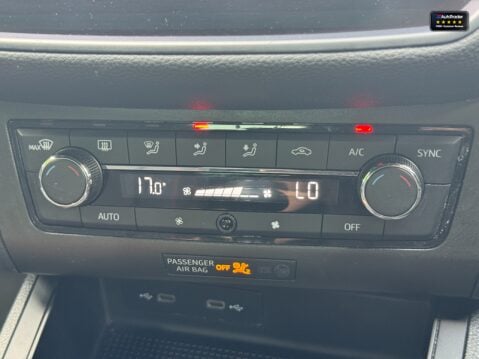 AutoTrader
MAX
A/C
SYNC
17.0°
LO
AUTO
OFF
PASSENGER
AIR BAG
OFF